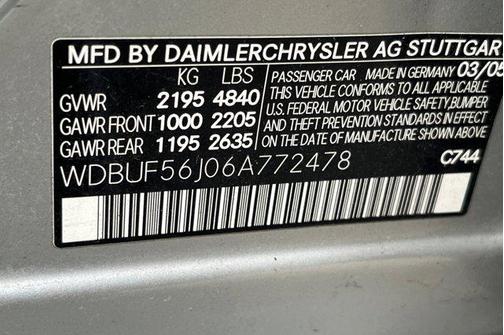 MFD BY DAIMLERCHRYSLER AG STUTTGAR
KG LBS
GVWR 2195 4840
GAWR FRONT 1000 2205
GAWR REAR 1195 2635
PASSENGER CAR MADE IN GERMANY 03/05
THIS VEHICLE CONFORMS TO ALL APPLICABLE
U.S. FEDERAL MOTOR VEHICLE SAFETY, BUMPER
AND THEFT PREVENTION STANDARDS IN EFFECT
ON THE DATE OF MANUFACTURE SHOWN ABOVE
WDBUF56J06A772478
C744